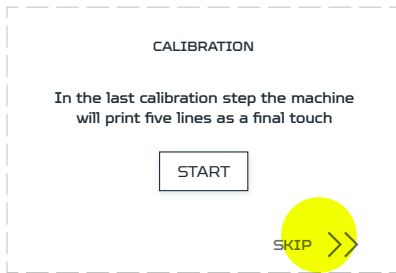 CALIBRATION
In the last calibration step the machine
will print five lines as a final touch
START
SKIP